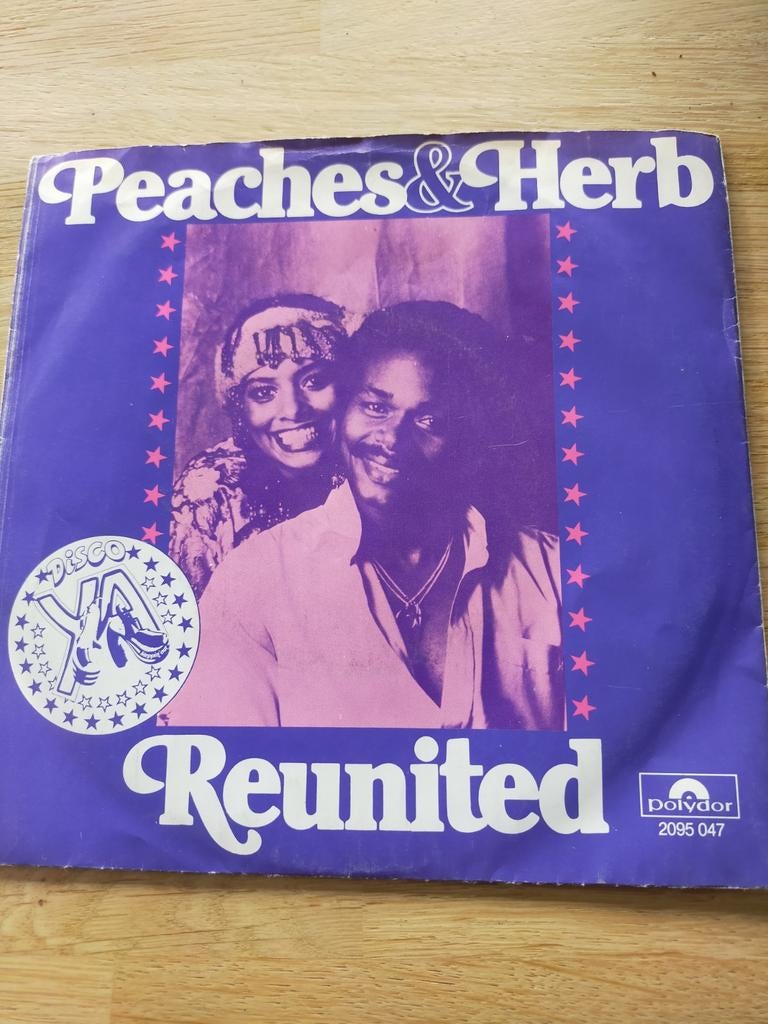 Peaches & Herb
DISCO
YA
Reunited
polydor
2095 047